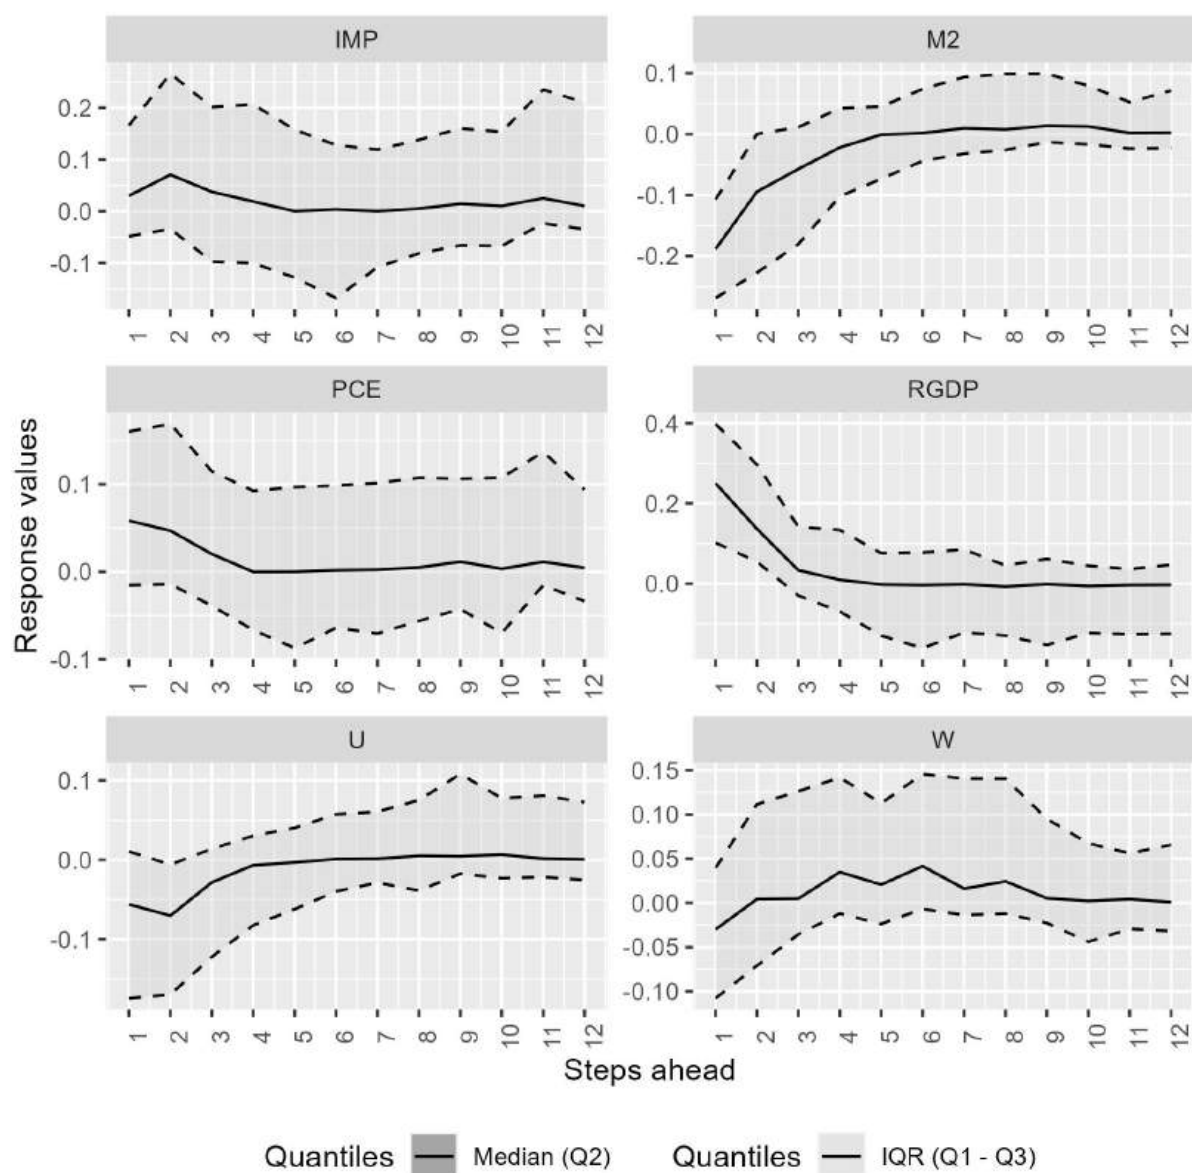 IMP
M2
0.2
0.1
0.0
-0.1
0.1
0.0
-0.1
-0.2
1 2 3 4 5 6 7 8 9 10 11 12
1 2 3 4 5 6 7 8 9 10 11 12
PCE
RGDP
Response values
0.1
0.0
-0.1
0.4
0.2
0.0
1 2 3 4 5 6 7 8 9 10 11 12
1 2 3 4 5 6 7 8 9 10 11 12
U
W
0.1
0.0
-0.1
0.15
0.10
0.05
0.00
-0.05
-0.10
1 2 3 4 5 6 7 8 9 10 11 12
1 2 3 4 5 6 7 8 9 10 11 12
Steps ahead
Quantiles Median (Q2) Quantiles IQR (Q1 - Q3)